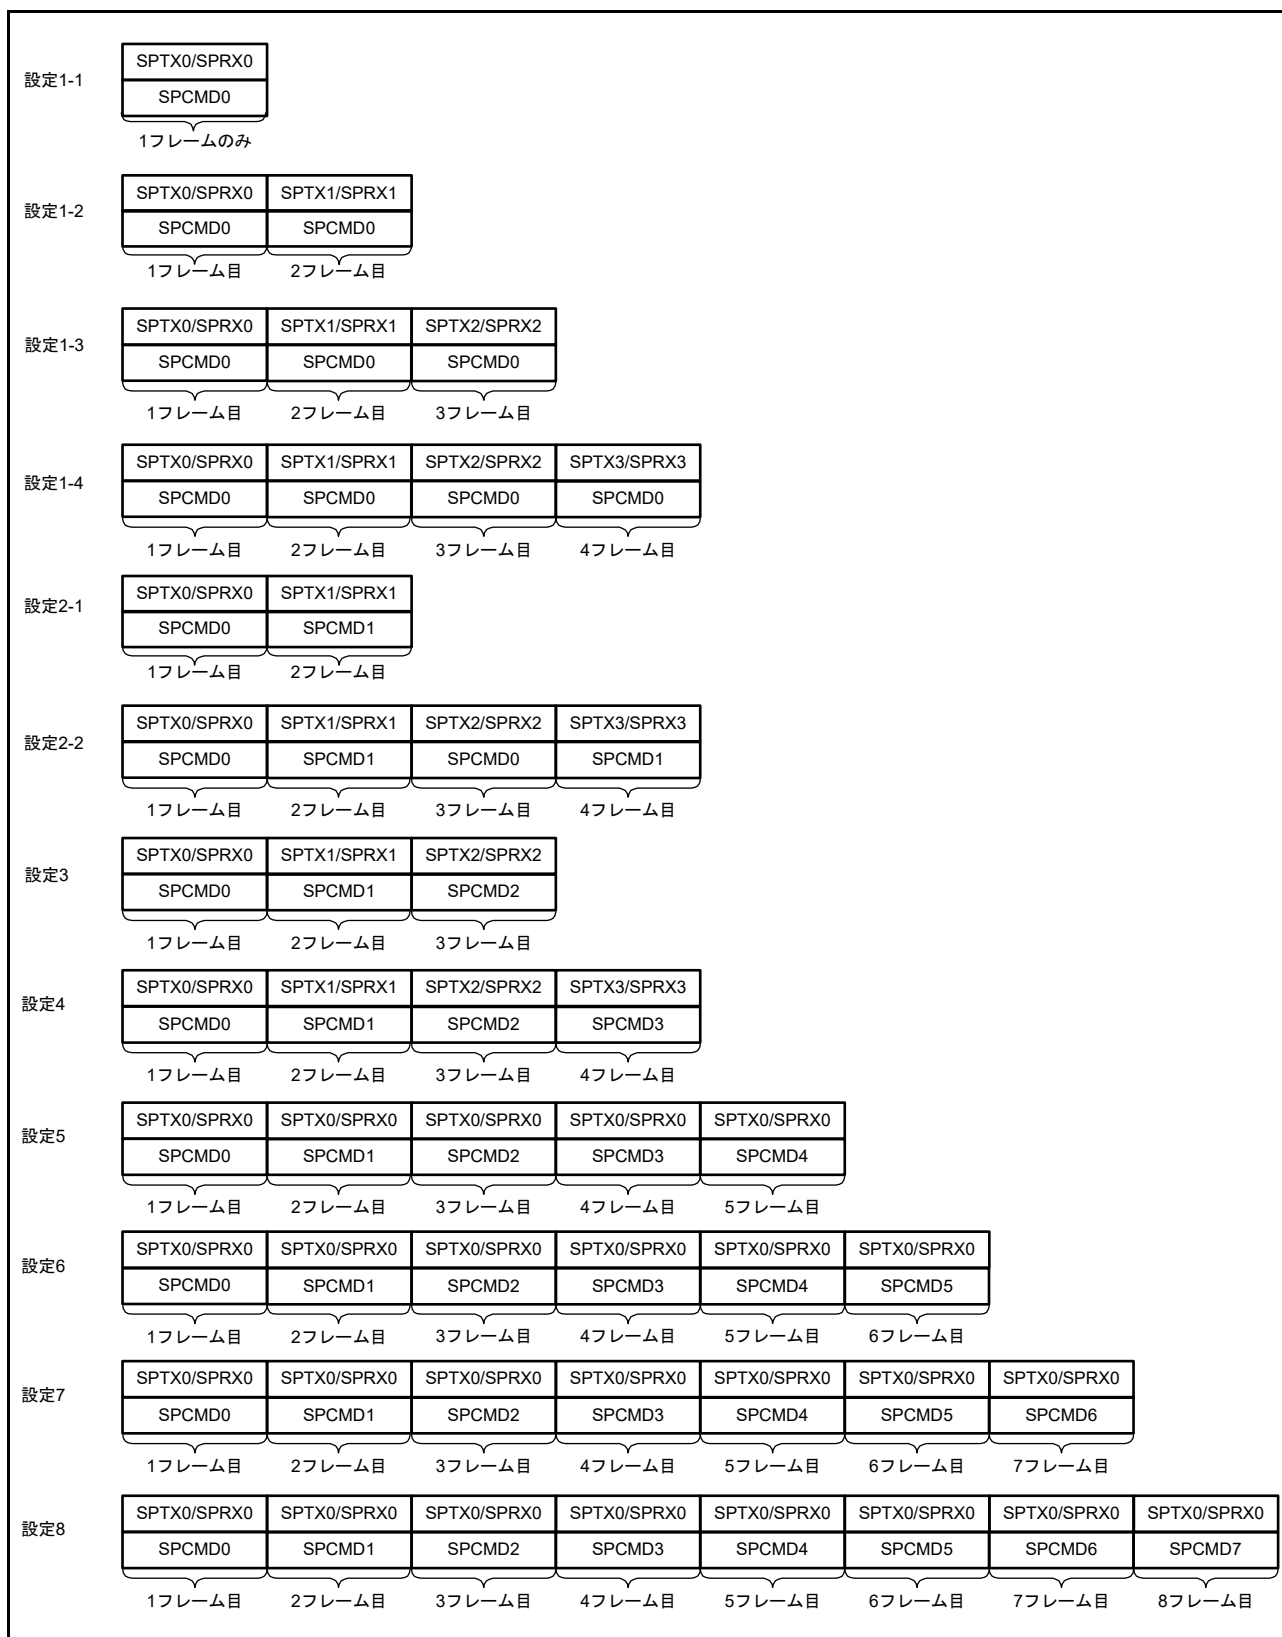 設定1-1
SPTX0/SPRX0
SPCMD0
1フレームのみ
設定1-2
SPTX0/SPRX0 SPTX1/SPRX1
SPCMD0 SPCMD0
1フレーム目 2フレーム目
設定1-3
SPTX0/SPRX0 SPTX1/SPRX1 SPTX2/SPRX2
SPCMD0 SPCMD0 SPCMD0
1フレーム目 2フレーム目 3フレーム目
設定1-4
SPTX0/SPRX0 SPTX1/SPRX1 SPTX2/SPRX2 SPTX3/SPRX3
SPCMD0 SPCMD0 SPCMD0 SPCMD0
1フレーム目 2フレーム目 3フレーム目 4フレーム目
設定2-1
SPTX0/SPRX0 SPTX1/SPRX1
SPCMD0 SPCMD1
1フレーム目 2フレーム目
設定2-2
SPTX0/SPRX0 SPTX1/SPRX1 SPTX2/SPRX2 SPTX3/SPRX3
SPCMD0 SPCMD1 SPCMD0 SPCMD1
1フレーム目 2フレーム目 3フレーム目 4フレーム目
設定3
SPTX0/SPRX0 SPTX1/SPRX1 SPTX2/SPRX2
SPCMD0 SPCMD1 SPCMD2
1フレーム目 2フレーム目 3フレーム目
設定4
SPTX0/SPRX0 SPTX1/SPRX1 SPTX2/SPRX2 SPTX3/SPRX3
SPCMD0 SPCMD1 SPCMD2 SPCMD3
1フレーム目 2フレーム目 3フレーム目 4フレーム目
設定5
SPTX0/SPRX0 SPTX0/SPRX0 SPTX0/SPRX0 SPTX0/SPRX0 SPTX0/SPRX0
SPCMD0 SPCMD1 SPCMD2 SPCMD3 SPCMD4
1フレーム目 2フレーム目 3フレーム目 4フレーム目 5フレーム目
設定6
SPTX0/SPRX0 SPTX0/SPRX0 SPTX0/SPRX0 SPTX0/SPRX0 SPTX0/SPRX0 SPTX0/SPRX0
SPCMD0 SPCMD1 SPCMD2 SPCMD3 SPCMD4 SPCMD5
1フレーム目 2フレーム目 3フレーム目 4フレーム目 5フレーム目 6フレーム目
設定7
SPTX0/SPRX0 SPTX0/SPRX0 SPTX0/SPRX0 SPTX0/SPRX0 SPTX0/SPRX0 SPTX0/SPRX0 SPTX0/SPRX0
SPCMD0 SPCMD1 SPCMD2 SPCMD3 SPCMD4 SPCMD5 SPCMD6
1フレーム目 2フレーム目 3フレーム目 4フレーム目 5フレーム目 6フレーム目 7フレーム目
設定8
SPTX0/SPRX0 SPTX0/SPRX0 SPTX0/SPRX0 SPTX0/SPRX0 SPTX0/SPRX0 SPTX0/SPRX0 SPTX0/SPRX0 SPTX0/SPRX0
SPCMD0 SPCMD1 SPCMD2 SPCMD3 SPCMD4 SPCMD5 SPCMD6 SPCMD7
1フレーム目 2フレーム目 3フレーム目 4フレーム目 5フレーム目 6フレーム目 7フレーム目 8フレーム目